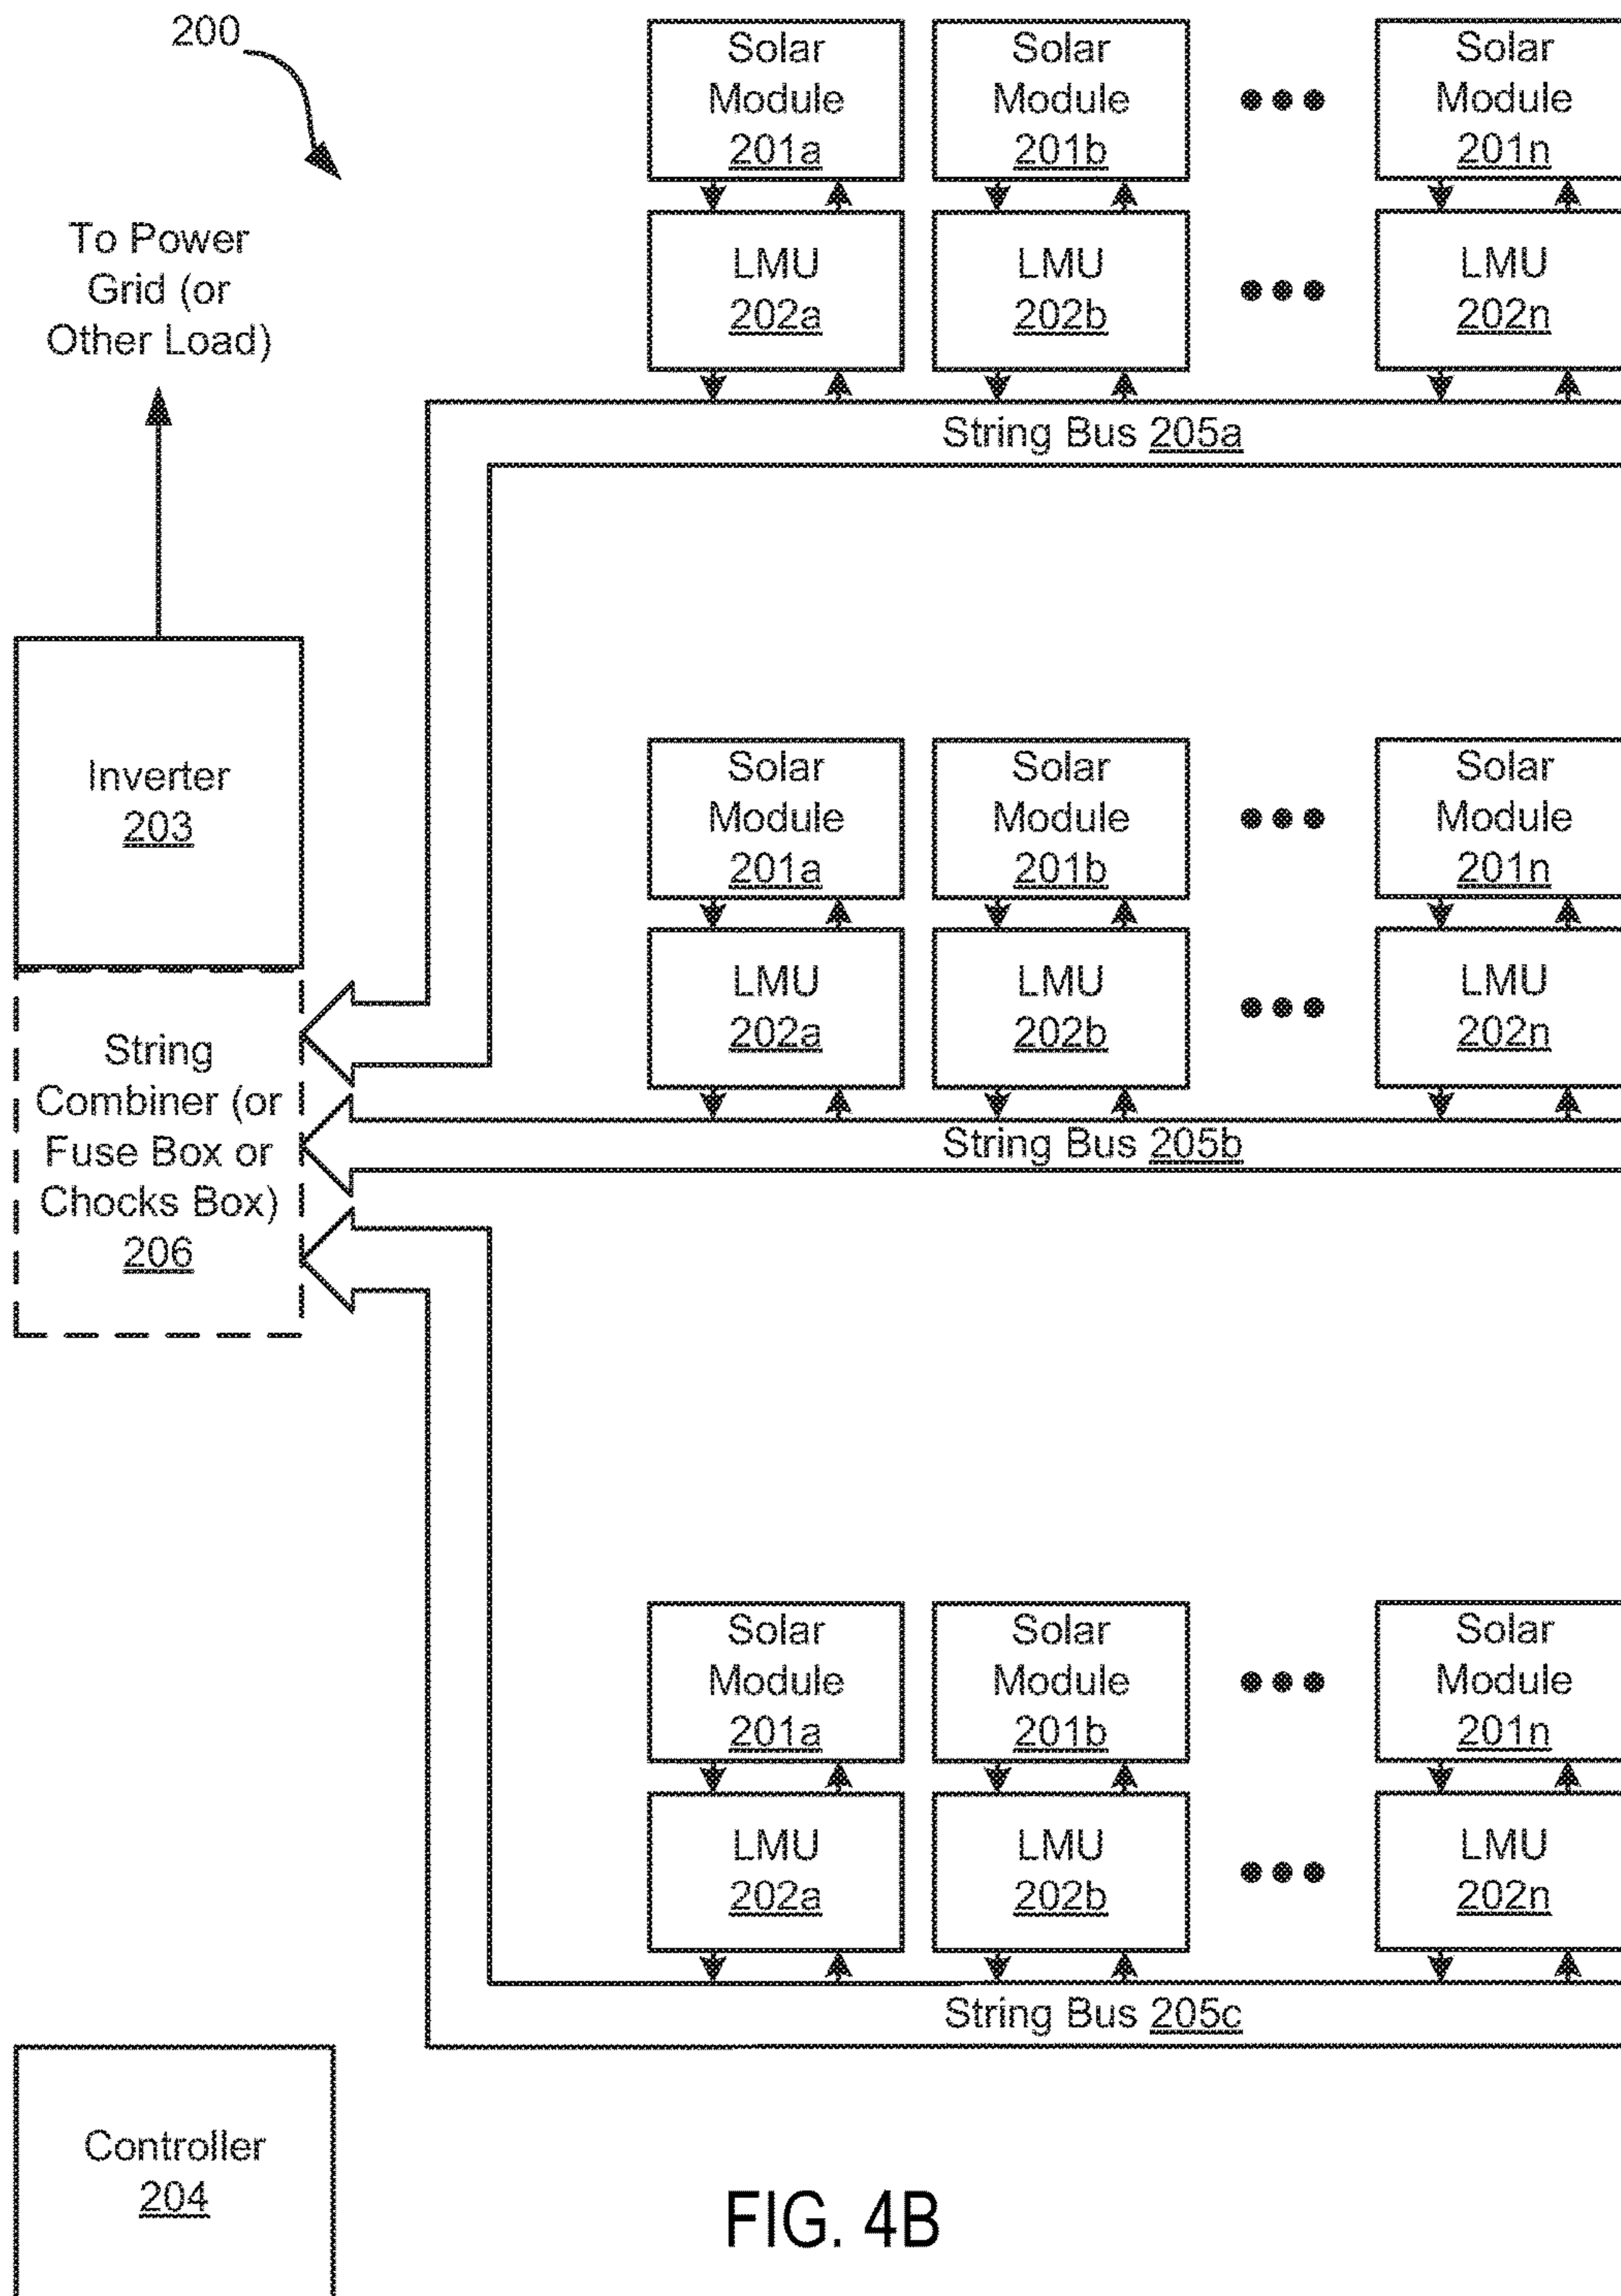 200
To Power
Grid (or
Other Load)
Solar
Module
201a
Solar
Module
201b
Solar
Module
201n
LMU
202a
LMU
202b
LMU
202n
String Bus 205a
Inverter
203
Solar
Module
201a
Solar
Module
201b
Solar
Module
201n
LMU
202a
LMU
202b
LMU
202n
String
Combiner (or
Fuse Box or
Chocks Box)
206
String Bus 205b
Solar
Module
201a
Solar
Module
201b
Solar
Module
201n
LMU
202a
LMU
202b
LMU
202n
String Bus 205c
Controller
204
FIG. 4B